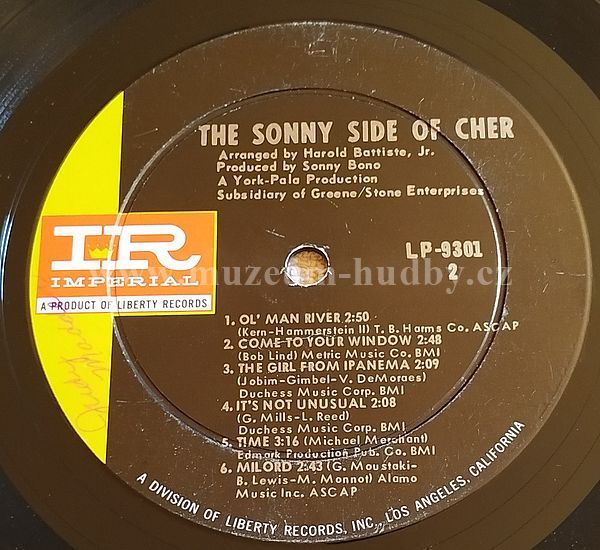 THE SONNY SIDE OF CHER
Arranged by Harold Battiste, Jr.
Produced by Sonny Bono
A York-Pala Production
Subsidiary of Greene/Stone Enterprises
IR
IMPERIAL
A PRODUCT OF LIBERTY RECORDS
LP-9301
2
www.muzeum-hudby.cz
1. OL' MAN RIVER 2:50
(Kern-Hammerstein II) T. B. Harms Co. ASCAP
2. COME TO YOUR WINDOW 2:48
(Bob Lind) Metric Music Co. BMI
3. THE GIRL FROM IPANEMA 2:09
(Jobim-Gimbel-V. DeMoraes)
Duchess Music Corp. BMI
4. IT'S NOT UNUSUAL 2:08
(G. Mills-L. Reed)
Duchess Music Corp. BMI
5. TIME 3:16 (Michael Merchant)
Edmark Production Pub. Co. BMI
6. MILORD 2:43 (G. Moustaki-
B. Lewis-M. Monnot) Alamo
Music Inc. ASCAP
A DIVISION OF LIBERTY RECORDS, INC., LOS ANGELES, CALIFORNIA